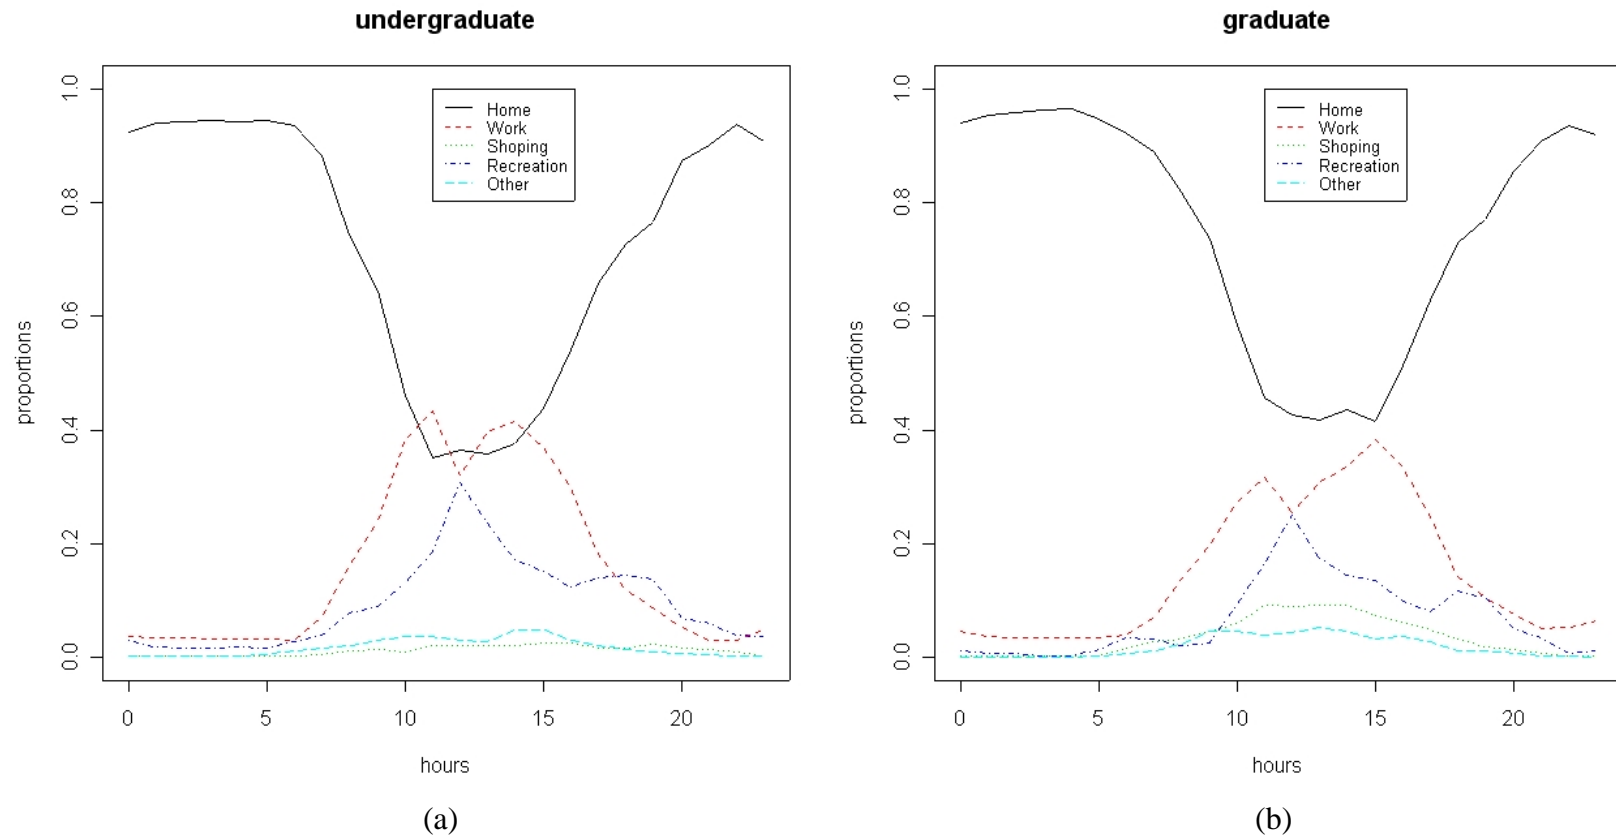 undergraduate
1.0
0.8
0.6
0.4
0.2
0.0
proportions
Home
Work
Shoping
Recreation
Other
0 5 10 15 20
hours
(a)
graduate
1.0
0.8
0.6
0.4
0.2
0.0
proportions
Home
Work
Shoping
Recreation
Other
0 5 10 15 20
hours
(b)